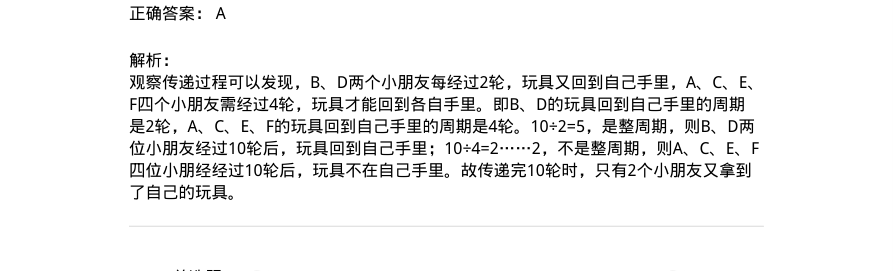 正确答案： A
解析：
观察传递过程可以发现，B、D两个小朋友每经过2轮，玩具又回到自己手里，A、C、E、
F四个小朋友需经过4轮，玩具才能回到各自手里。即B、D的玩具回到自己手里的周期
是2轮，A、C、E、F的玩具回到自己手里的周期是4轮。10÷2=5，是整周期，则B、D两
位小朋友经过10轮后，玩具回到自己手里；10÷4=2……2，不是整周期，则A、C、E、F
四位小朋经经过10轮后，玩具不在自己手里。故传递完10轮时，只有2个小朋友又拿到
了自己的玩具。